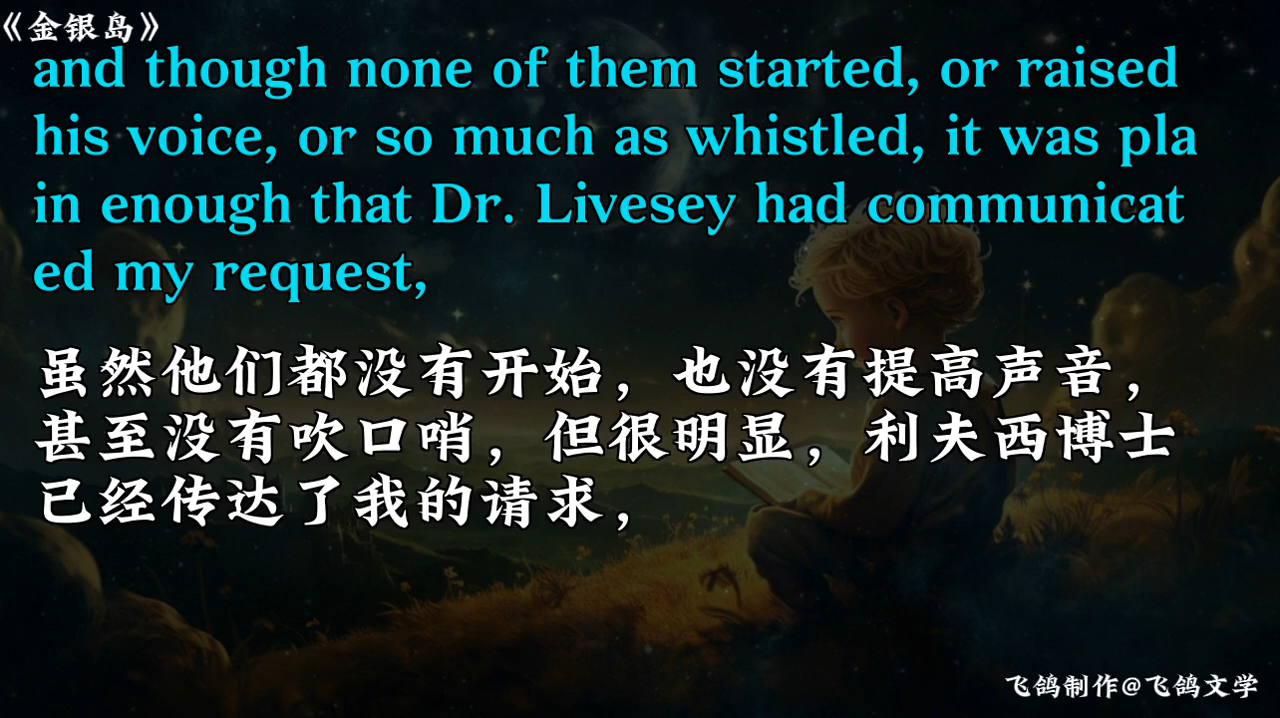 《金银岛》
and though none of them started, or raised
his voice, or so much as whistled, it was pla
in enough that Dr. Livesey had communicat
ed my request,
虽然他们都没有开始，也没有提高声音，
甚至没有吹口哨，但很明显，利夫西博士
已经传达了我的请求，
飞鸽制作@飞鸽文学